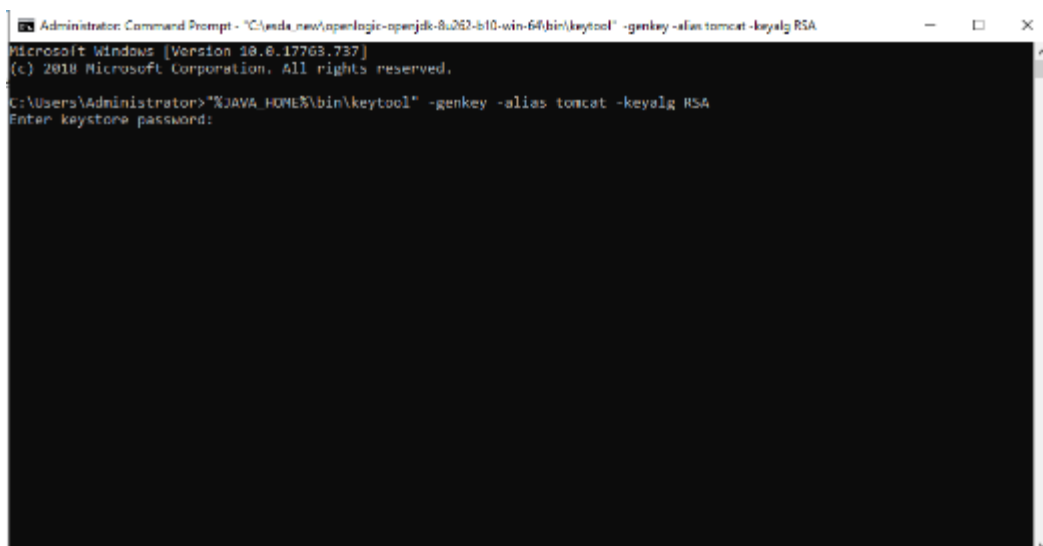 Administrator: Command Prompt - "C:\esda_new\openlogic-openjdk-8u262-b10-win-64\bin\keytool" -genkey -alias tomcat -keyalg RSA
Microsoft Windows [Version 10.0.17763.737]
(c) 2018 Microsoft Corporation. All rights reserved.
C:\Users\Administrator>"%JAVA_HOME%\bin\keytool" -genkey -alias tomcat -keyalg RSA
Enter keystore password: